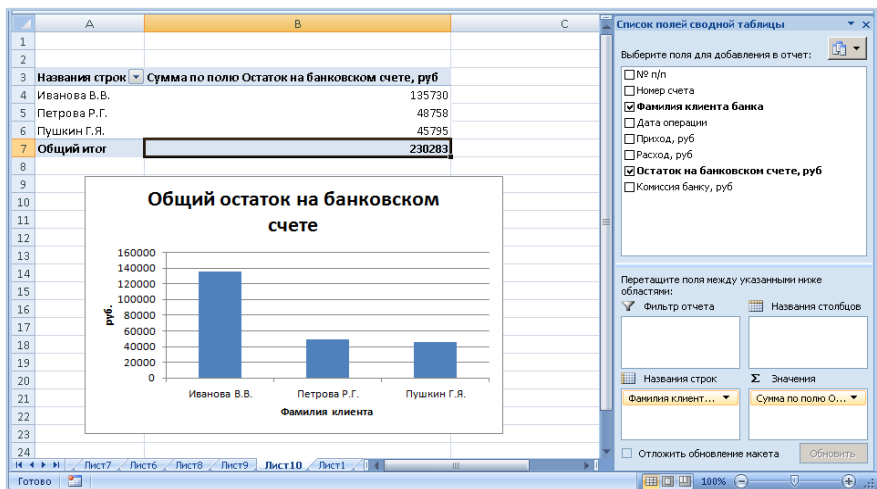 A B C
1
2
3 Названия строк Сумма по полю Остаток на банковском счете, руб
4 Иванова В.В. 135730
5 Петрова Р.Г. 48758
6 Пушкин Г.Я. 45795
7 Общий итог 230283
8
9
10
11
12
13
14
15
16
17
18
19
20
21
22
23
24
Общий остаток на банковском
счете
160000
140000
120000
100000
80000
60000
40000
20000
0
руб.
Иванова В.В. Петрова Р.Г. Пушкин Г.Я.
Фамилия клиента
Лист7 Лист6 Лист8 Лист9 Лист10 Лист1
Готово 100%
Список полей сводной таблицы
Выберите поля для добавления в отчет:
№ п/п
Номер счета
Фамилия клиента банка
Дата операции
Приход, руб
Расход, руб
Остаток на банковском счете, руб
Комиссия банку, руб
Перетащите поля между указанными ниже
областями:
Фильтр отчета Названия столбцов
Названия строк Σ Значения
Фамилия клиент... Сумма по полю О...
Отложить обновление макета Обновить